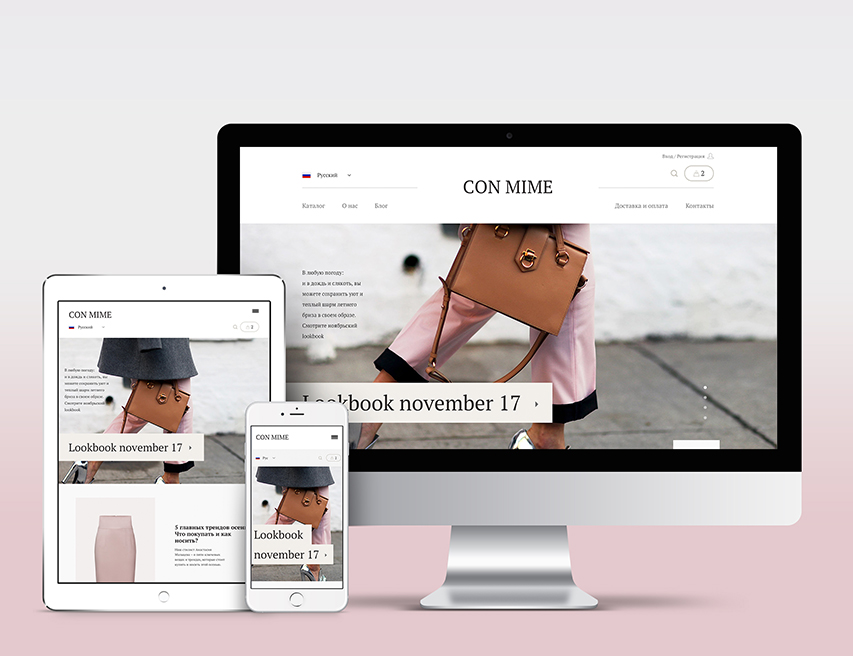 Вход / Регистрация
Русский
CON MIME
2
Каталог
О нас
Блог
Доставка и оплата
Контакты
В любую погоду:
и в дождь и слякоть, вы
можете сохранить уют и
теплый шарм летнего
бриза в своем образе.
Смотрите ноябрьский
lookbook
Lookbook november 17
CON MIME
Русский
2
В любую погоду:
и в дождь и слякоть, вы
можете сохранить уют и
теплый шарм летнего
бриза в своем образе.
Смотрите ноябрьский
lookbook
Lookbook november 17
5 главных трендов осени
Что покупать и как
носить?
CON MIME
Рус
2
Lookbook
november 17